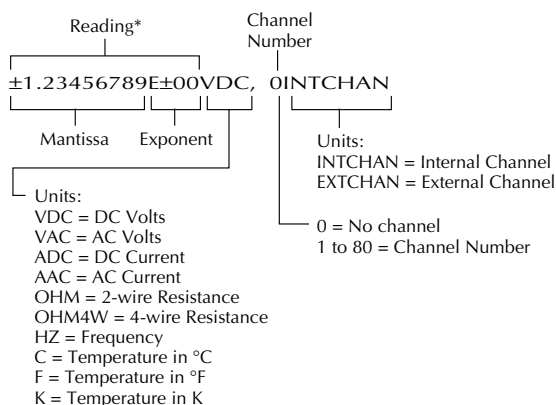 Reading*
Channel
Number
±1.23456789E±00VDC, 0INTCHAN
Mantissa
Exponent
Units:
INTCHAN = Internal Channel
EXTCHAN = External Channel
Units:
VDC = DC Volts
VAC = AC Volts
ADC = DC Current
AAC = AC Current
OHM = 2-wire Resistance
OHM4W = 4-wire Resistance
HZ = Frequency
C = Temperature in °C
F = Temperature in °F
K = Temperature in K
0 = No channel
1 to 80 = Channel Number